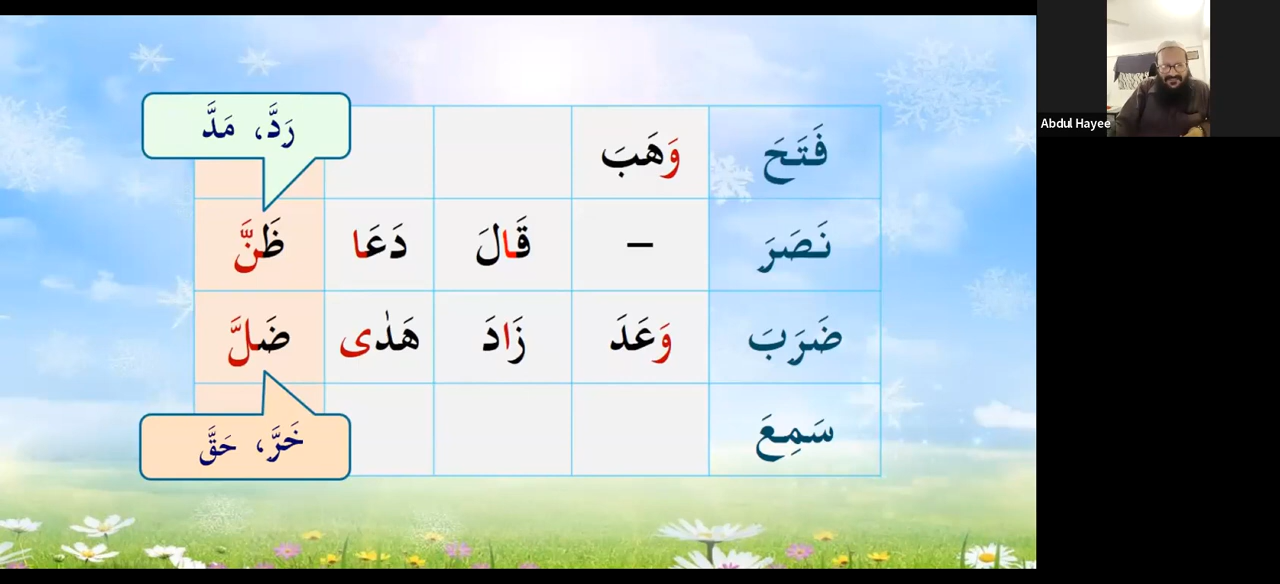 رَدَّ، مَدَّ
فَتَحَ وَهَبَ
نَصَرَ – قَالَ دَعَا ظَنَّ
ضَرَبَ وَعَدَ زَادَ هَدٰى ضَلَّ
سَمِعَ
خَرَّ، حَقَّ
Abdul Hayee